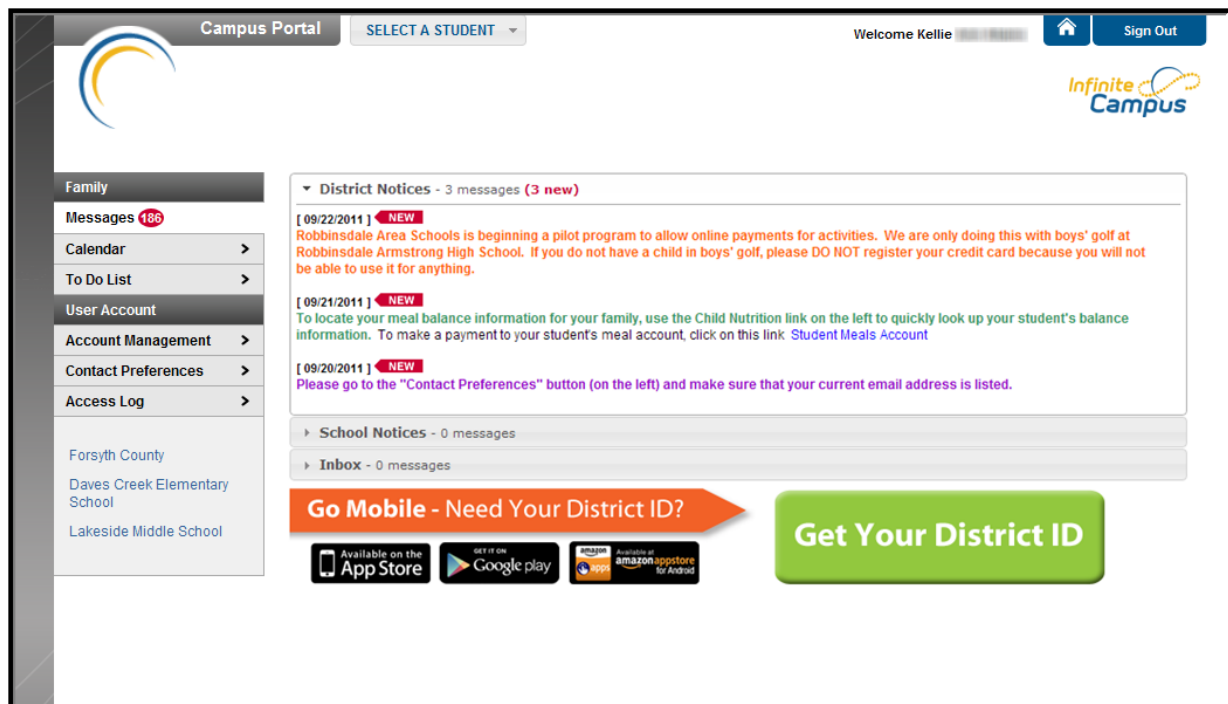 Campus Portal
SELECT A STUDENT
Welcome Kellie
Sign Out
Infinite
Campus
Family
Messages 186
Calendar >
To Do List >
User Account
Account Management >
Contact Preferences >
Access Log >
Forsyth County
Daves Creek Elementary
School
Lakeside Middle School
District Notices - 3 messages (3 new)
[ 09/22/2011 ] NEW
Robbinsdale Area Schools is beginning a pilot program to allow online payments for activities. We are only doing this with boys' golf at
Robbinsdale Armstrong High School. If you do not have a child in boys' golf, please DO NOT register your credit card because you will not
be able to use it for anything.
[ 09/21/2011 ] NEW
To locate your meal balance information for your family, use the Child Nutrition link on the left to quickly look up your student's balance
information. To make a payment to your student's meal account, click on this link Student Meals Account
[ 09/20/2011 ] NEW
Please go to the "Contact Preferences" button (on the left) and make sure that your current email address is listed.
School Notices - 0 messages
Inbox - 0 messages
Go Mobile - Need Your District ID?
Available on the
App Store
GET IT ON
Google play
amazon
apps
Available at
amazon appstore
for Android
Get Your District ID